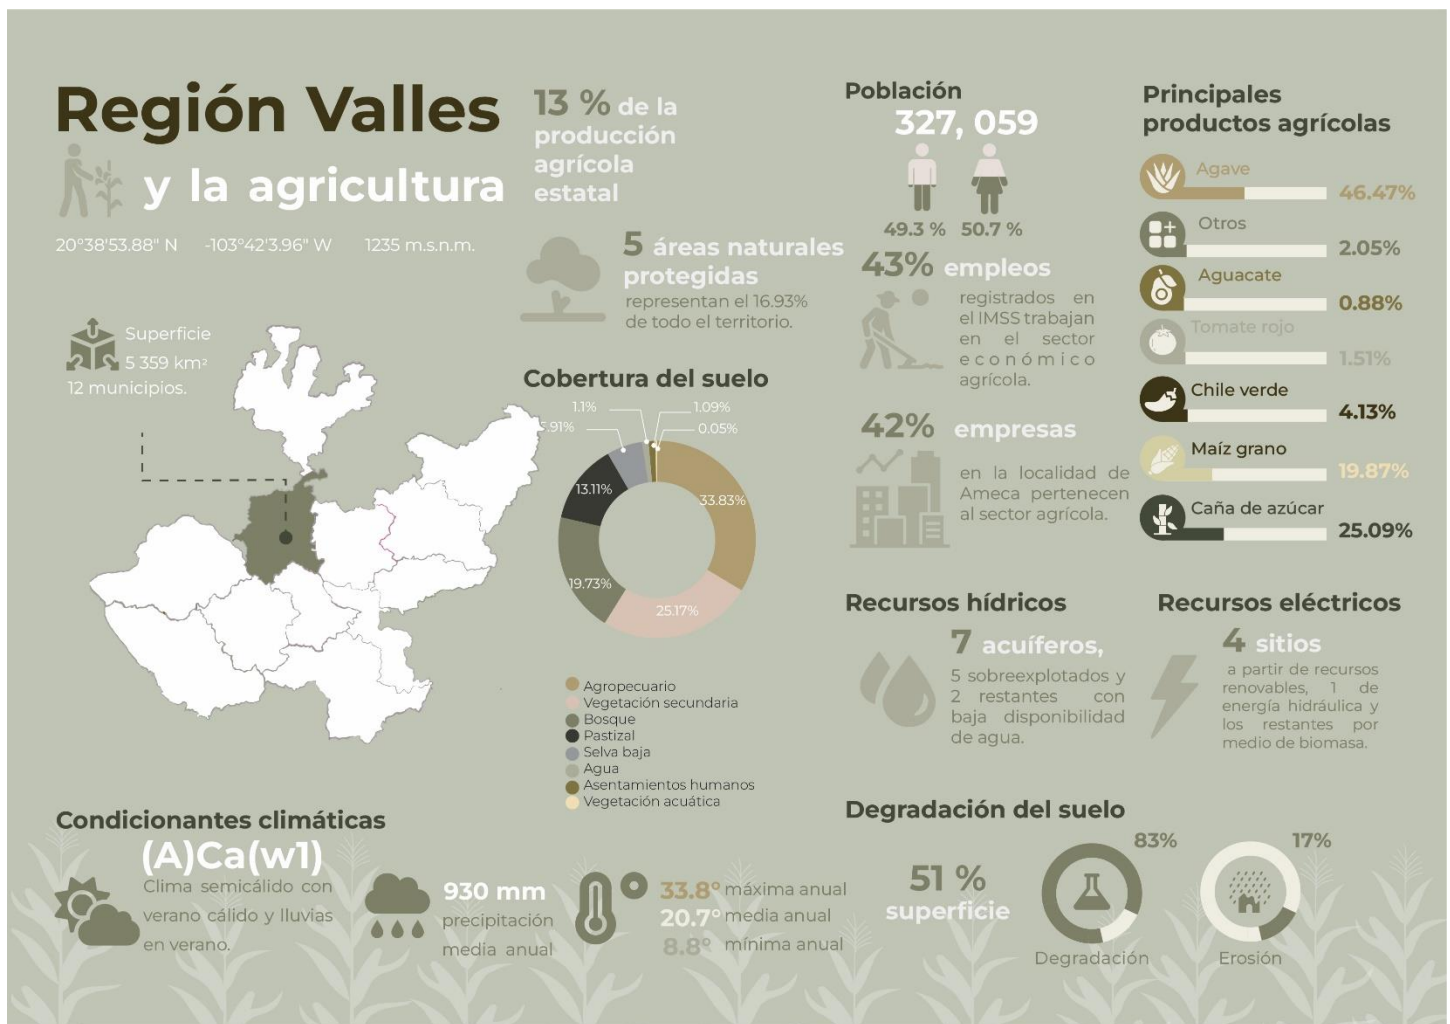 Región Valles
y la agricultura
20°38'53.88" N -103°42'3.96" W 1235 m.s.n.m.
13 % de la
producción
agrícola
estatal
5 áreas naturales
protegidas
representan el 16.93%
de todo el territorio.
Superficie
5 359 km²
12 municipios.
Cobertura del suelo
1.1%
1.09%
.91%
0.05%
13.11%
33.83%
19.73%
25.17%
Agropecuario
Vegetación secundaria
Bosque
Pastizal
Selva baja
Agua
Asentamientos humanos
Vegetación acuática
Población
327, 059
49.3 % 50.7 %
43% empleos
registrados en
el IMSS trabajan
en el sector
económico
agrícola.
42% empresas
en la localidad de
Ameca pertenecen
al sector agrícola.
Principales
productos agrícolas
Agave
46.47%
Otros
2.05%
Aguacate
0.88%
Tomate rojo
1.51%
Chile verde
4.13%
Maíz grano
19.87%
Caña de azúcar
25.09%
Recursos hídricos
7 acuíferos,
5 sobreexplotados y
2 restantes con
baja disponibilidad
de agua.
Recursos eléctricos
4 sitios
a partir de recursos
renovables, 1 de
energía hidráulica y
los restantes por
medio de biomasa.
Condicionantes climáticas
(A)Ca(w1)
Clima semicálido con
verano cálido y lluvias
en verano.
930 mm
precipitación
media anual
33.8° máxima anual
20.7° media anual
8.8° mínima anual
Degradación del suelo
51 %
superficie
83%
Degradación
17%
Erosión